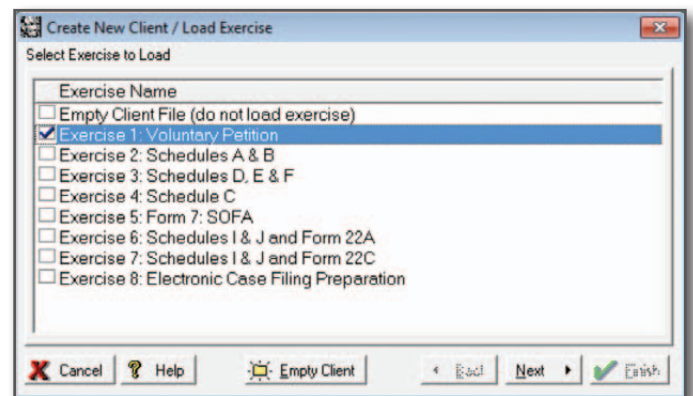 Create New Client / Load Exercise
Select Exercise to Load
Exercise Name
Empty Client File (do not load exercise)
Exercise 1: Voluntary Petition
Exercise 2: Schedules A & B
Exercise 3: Schedules D, E & F
Exercise 4: Schedule C
Exercise 5: Form 7: SOFA
Exercise 6: Schedules I & J and Form 22A
Exercise 7: Schedules I & J and Form 22C
Exercise 8: Electronic Case Filing Preparation
Cancel Help Empty Client Back Next Finish